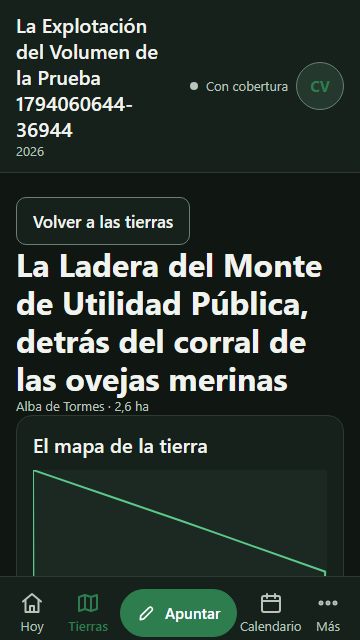 La Explotación
del Volumen de
la Prueba
1794060644-
36944
2026
Con cobertura
CV
Volver a las tierras
La Ladera del Monte
de Utilidad Pública,
detrás del corral de
las ovejas merinas
Alba de Tormes · 2,6 ha
El mapa de la tierra
Hoy
Tierras
Apuntar
Calendario
Más